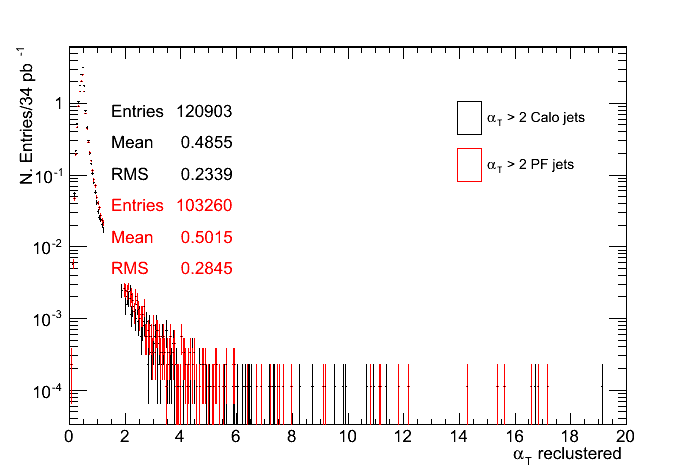 N. Entries/34 pb⁻¹
1
10⁻¹
10⁻²
10⁻³
10⁻⁴
Entries 120903
Mean 0.4855
RMS 0.2339
Entries 103260
Mean 0.5015
RMS 0.2845
α_T > 2 Calo jets
α_T > 2 PF jets
0 2 4 6 8 10 12 14 16 18 20
α_T reclustered